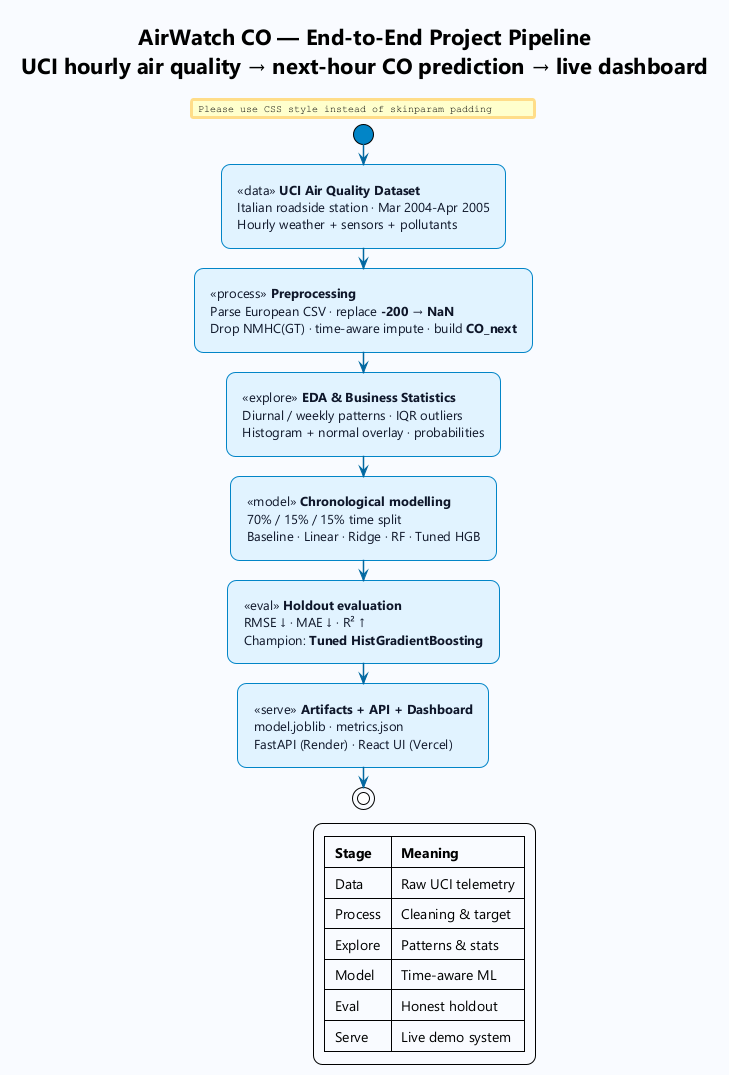 AirWatch CO — End-to-End Project Pipeline
UCI hourly air quality → next-hour CO prediction → live dashboard
Please use CSS style instead of skinparam padding
«data» UCI Air Quality Dataset
Italian roadside station · Mar 2004-Apr 2005
Hourly weather + sensors + pollutants
«process» Preprocessing
Parse European CSV · replace -200 → NaN
Drop NMHC(GT) · time-aware impute · build CO_next
«explore» EDA & Business Statistics
Diurnal / weekly patterns · IQR outliers
Histogram + normal overlay · probabilities
«model» Chronological modelling
70% / 15% / 15% time split
Baseline · Linear · Ridge · RF · Tuned HGB
«eval» Holdout evaluation
RMSE ↓ · MAE ↓ · R² ↑
Champion: Tuned HistGradientBoosting
«serve» Artifacts + API + Dashboard
model.joblib · metrics.json
FastAPI (Render) · React UI (Vercel)
Stage Meaning
Data Raw UCI telemetry
Process Cleaning & target
Explore Patterns & stats
Model Time-aware ML
Eval Honest holdout
Serve Live demo system